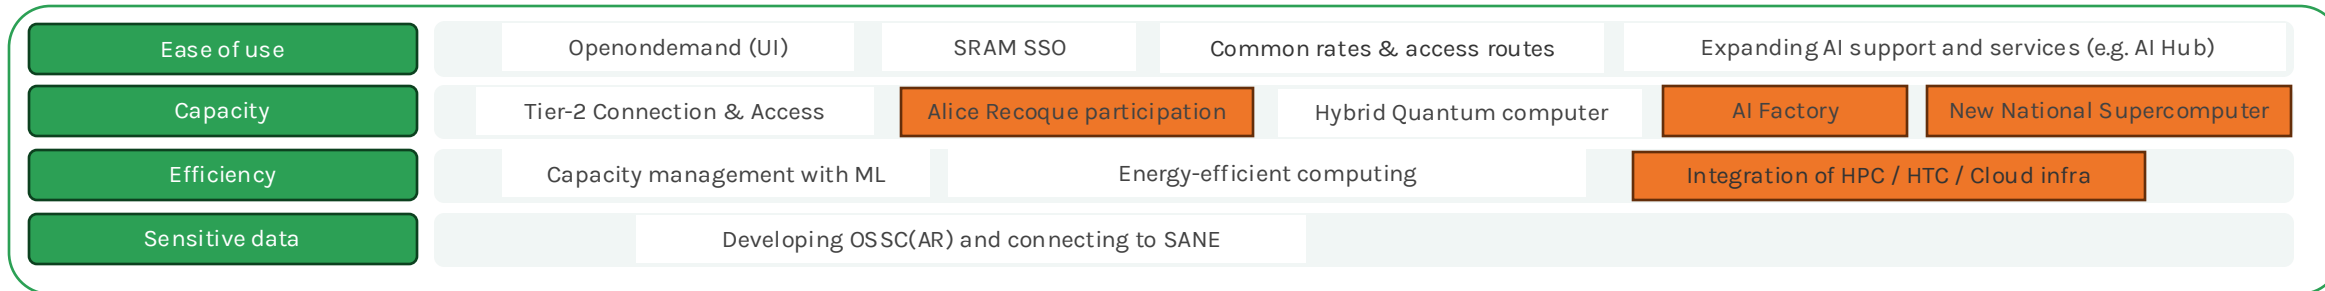 Ease of use
Openondemand (UI)
SRAM SSO
Common rates & access routes
Expanding AI support and services (e.g. AI Hub)
Capacity
Tier-2 Connection & Access
Alice Recoque participation
Hybrid Quantum computer
AI Factory
New National Supercomputer
Efficiency
Capacity management with ML
Energy-efficient computing
Integration of HPC / HTC / Cloud infra
Sensitive data
Developing OSSC(AR) and connecting to SANE